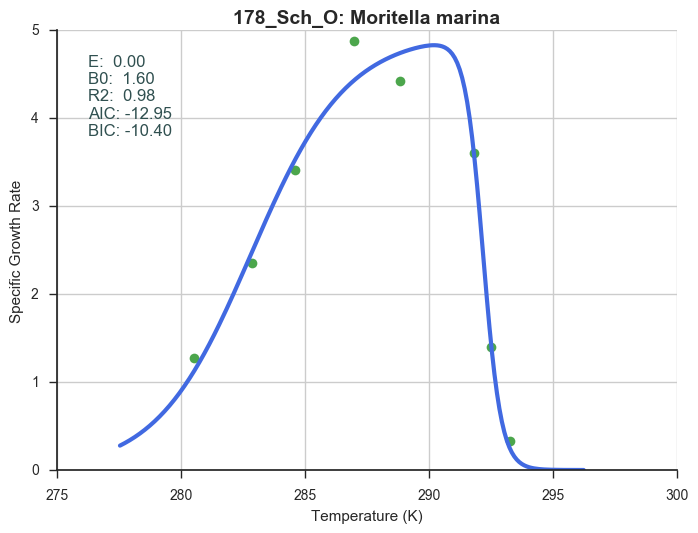 178_Sch_O: Moritella marina
E: 0.00
B0: 1.60
R2: 0.98
AIC: -12.95
BIC: -10.40
Specific Growth Rate
5
4
3
2
1
0
275 280 285 290 295 300
Temperature (K)